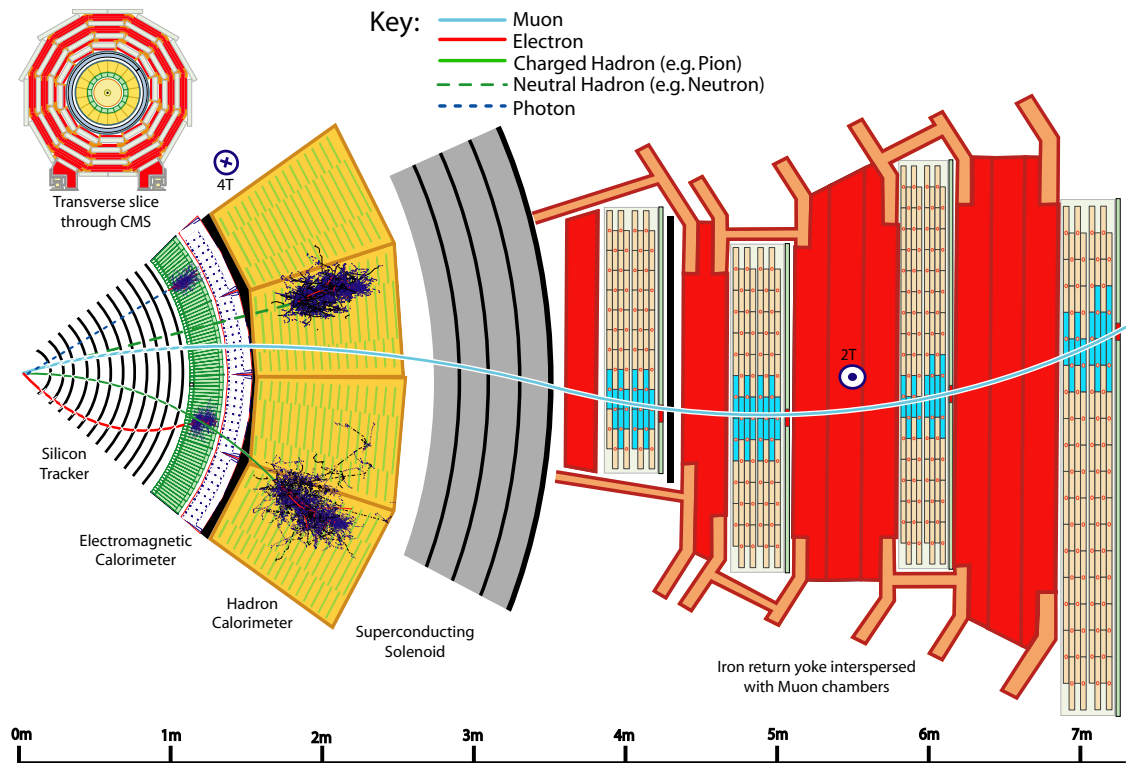 Key:
Muon
Electron
Charged Hadron (e.g. Pion)
Neutral Hadron (e.g. Neutron)
Photon
Transverse slice
through CMS
4T
2T
Silicon
Tracker
Electromagnetic
Calorimeter
Hadron
Calorimeter
Superconducting
Solenoid
Iron return yoke interspersed
with Muon chambers
0m 1m 2m 3m 4m 5m 6m 7m